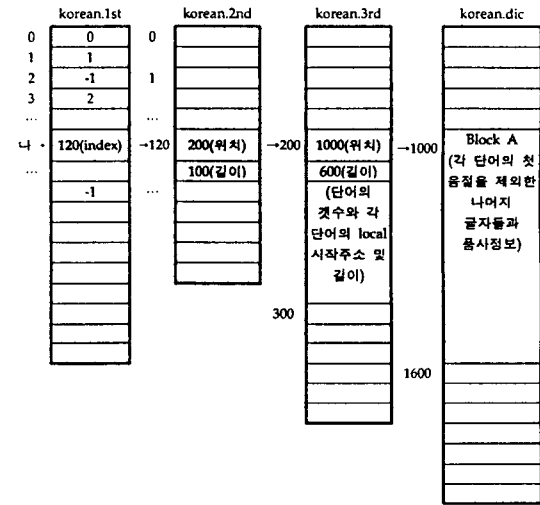 korean.1st korean.2nd korean.3rd korean.dic
0 0 0
1 1
2 -1 1
3 2
... ...
나 · 120(index) →120 200(위치) →200 1000(위치) →1000 Block A
... 100(길이) 600(길이) (각 단어의 첫
-1 ... (단어의 음절을 제외한
갯수와 각 나머지
단어의 local 글자들과
시작주소 및 품사정보)
길이)
300
1600